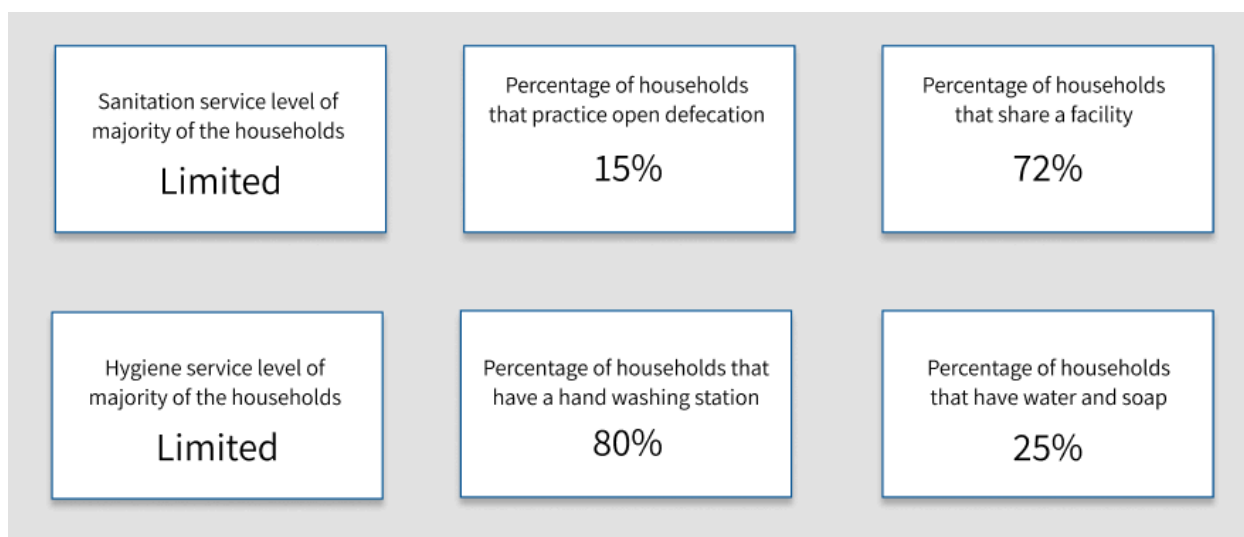 Sanitation service level of
majority of the households
Limited
Percentage of households
that practice open defecation
15%
Percentage of households
that share a facility
72%
Hygiene service level of
majority of the households
Limited
Percentage of households that
have a hand washing station
80%
Percentage of households
that have water and soap
25%